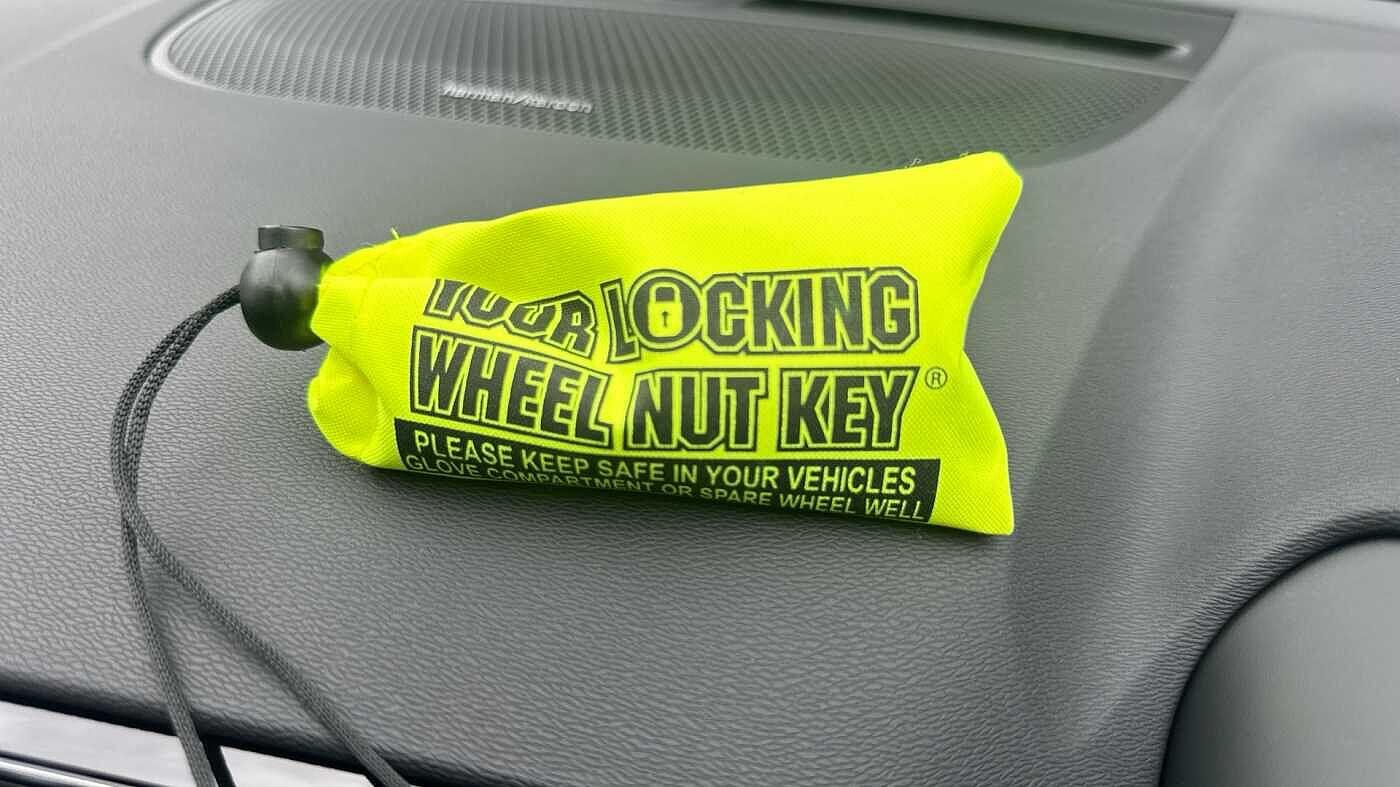 harman/kardon
YOUR LOCKING
WHEEL NUT KEY®
PLEASE KEEP SAFE IN YOUR VEHICLES
GLOVE COMPARTMENT OR SPARE WHEEL WELL